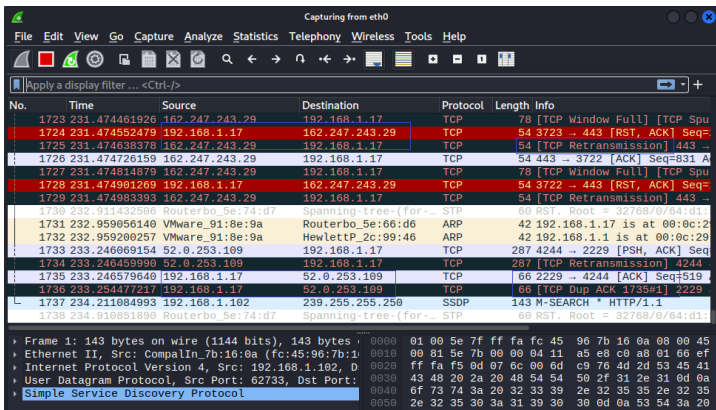 Capturing from eth0
File Edit View Go Capture Analyze Statistics Telephony Wireless Tools Help
Apply a display filter ... <Ctrl-/>
No. Time Source Destination Protocol Length Info
1723 231.474461926 162.247.243.29 192.168.1.17 TCP 78 [TCP Window Full] [TCP Spu
1724 231.474552479 192.168.1.17 162.247.243.29 TCP 54 3723 → 443 [RST, ACK] Seq=
1725 231.474638378 162.247.243.29 192.168.1.17 TCP 54 [TCP Retransmission] 443 →
1726 231.474726159 162.247.243.29 192.168.1.17 TCP 54 443 → 3722 [ACK] Seq=831 A
1727 231.474814879 162.247.243.29 192.168.1.17 TCP 78 [TCP Window Full] [TCP Spu
1728 231.474901269 192.168.1.17 162.247.243.29 TCP 54 3722 → 443 [RST, ACK] Seq=
1729 231.474983393 162.247.243.29 192.168.1.17 TCP 54 [TCP Retransmission] 443 →
1730 232.911432506 Routerbo_5e:74:d7 Spanning-tree-(for-… STP 60 RST. Root = 32768/0/64:d1:
1731 232.959056140 VMware_91:8e:9a Routerbo_5e:66:d6 ARP 42 192.168.1.17 is at 00:0c:2
1732 232.959200257 VMware_91:8e:9a HewlettP_2c:99:46 ARP 42 192.168.1.1 is at 00:0c:29
1733 233.246069154 52.0.253.109 192.168.1.17 TCP 287 4244 → 2229 [PSH, ACK] Seq=
1734 233.246459990 52.0.253.109 192.168.1.17 TCP 287 [TCP Retransmission] 4244 →
1735 233.246579640 192.168.1.17 52.0.253.109 TCP 66 2229 → 4244 [ACK] Seq=519
1736 233.254477217 192.168.1.17 52.0.253.109 TCP 66 [TCP Dup ACK 1735#1] 2229
1737 234.211084993 192.168.1.102 239.255.255.250 SSDP 143 M-SEARCH * HTTP/1.1
1738 234.910851890 Routerbo_5e:74:d7 Spanning-tree-(for-… STP 60 RST. Root = 32768/0/64:d1:
Frame 1: 143 bytes on wire (1144 bits), 143 bytes
Ethernet II, Src: CompalIn_7b:16:0a (fc:45:96:7b:1
Internet Protocol Version 4, Src: 192.168.1.102, D
User Datagram Protocol, Src Port: 62733, Dst Port:
Simple Service Discovery Protocol
0000 01 00 5e 7f ff fa fc 45 96 7b 16 0a 08 00 45
0010 00 81 5e 7b 00 00 04 11 a5 e8 c0 a8 01 66 ef
0020 ff fa f5 0d 07 6c 00 6d c9 76 4d 2d 53 45 41
0030 43 48 20 2a 20 48 54 54 50 2f 31 2e 31 0d 0a
0040 6f 73 74 3a 20 32 33 39 2e 32 35 35 2e 32 35
0050 2e 32 35 30 3a 31 39 30 30 0d 0a 53 54 3a 20